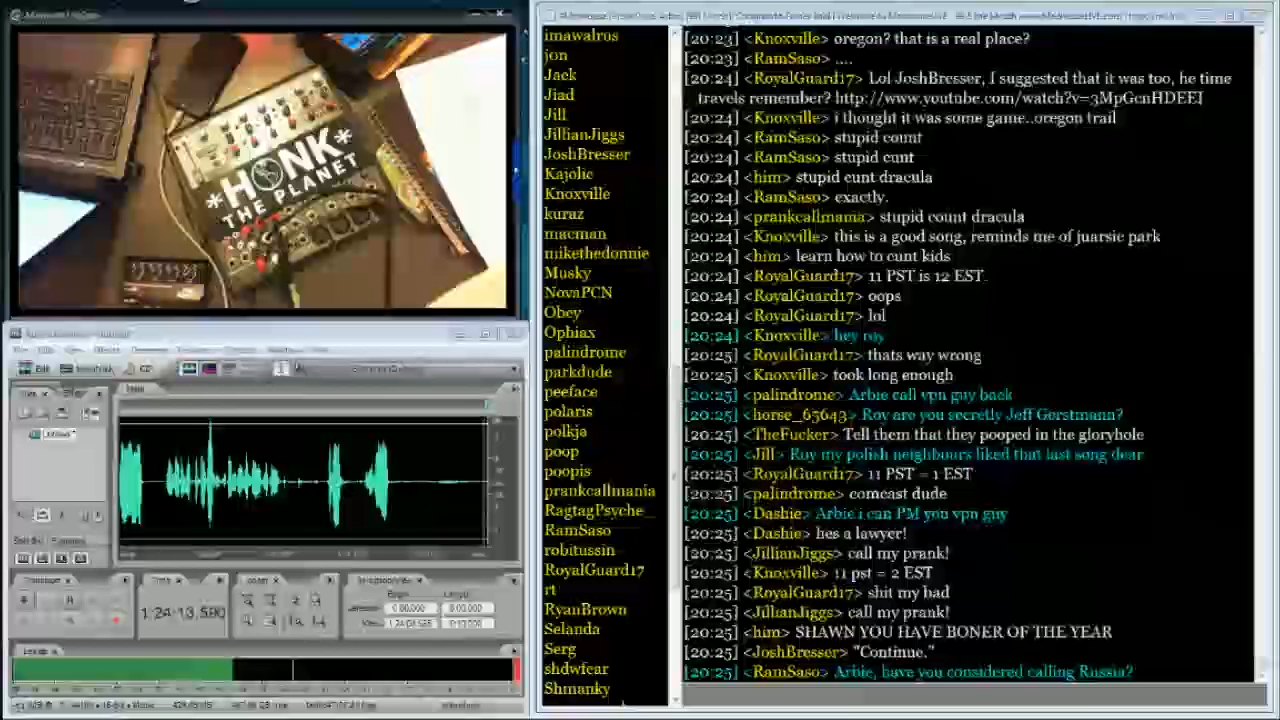 *HONK*
THE PLANET
Edit
1:24:13.580
imawalrus
jon
Jack
Jiad
Jill
JillianJiggs
JoshBresser
Kajolic
Knoxville
kuraz
macman
mikethedonnie
Musky
NovaPCN
Obey
Ophiax
palindrome
parkdude
peeface
polaris
polkja
poop
poopis
prankcallmania
RagtagPsyche_
RamSaso
robitussin
RoyalGuard17
rt
RyanBrown
Selanda
Serg
shdwfear
Shmanky
[20:23] <Knoxville> oregon? that is a real place?
[20:23] <RamSaso> ....
[20:24] <RoyalGuard17> Lol JoshBresser, I suggested that it was too, he time
travels remember? http://www.youtube.com/watch?v=3MpGcnHDEEI
[20:24] <Knoxville> i thought it was some game..oregon trail
[20:24] <RamSaso> stupid count
[20:24] <RamSaso> stupid cunt
[20:24] <him> stupid cunt dracula
[20:24] <RamSaso> exactly.
[20:24] <prankcallmania> stupid count dracula
[20:24] <Knoxville> this is a good song, reminds me of juarsic park
[20:24] <him> learn how to cunt kids
[20:24] <RoyalGuard17> 11 PST is 12 EST.
[20:24] <RoyalGuard17> oops
[20:24] <RoyalGuard17> lol
[20:24] <Knoxville> hey roy
[20:25] <RoyalGuard17> thats way wrong
[20:25] <Knoxville> took long enough
[20:25] <palindrome> Arbie call vpn guy back
[20:25] <horse_65643> Roy are you secretly Jeff Gerstmann?
[20:25] <TheFucker> Tell them that they pooped in the gloryhole
[20:25] <Jill> Roy my polish neighbours liked that last song dear
[20:25] <RoyalGuard17> 11 PST = 1 EST
[20:25] <palindrome> comcast dude
[20:25] <Dashie> Arbie i can PM you vpn guy
[20:25] <Dashie> hes a lawyer!
[20:25] <JillianJiggs> call my prank!
[20:25] <Knoxville> 11 pst = 2 EST
[20:25] <RoyalGuard17> shit my bad
[20:25] <JillianJiggs> call my prank!
[20:25] <him> SHAWN YOU HAVE BONER OF THE YEAR
[20:25] <JoshBresser> "Continue."
[20:25] <RamSaso> Arbie, have you considered calling Russia?